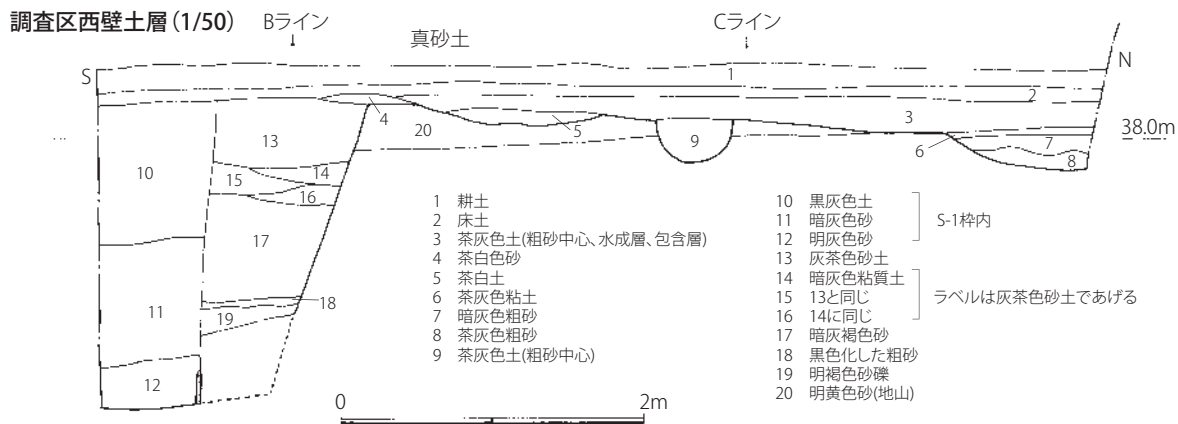 調査区西壁土層(1/50)
Bライン
Cライン
真砂土
S
N
1
2
3
4
5
6
7
8
9
10
11
12
13
14
15
16
17
18
19
20
38.0m
1 耕土
2 床土
3 茶灰色土(粗砂中心、水成層、包含層)
4 茶白色砂
5 茶白土
6 茶灰色粘土
7 暗灰色粗砂
8 茶灰色粗砂
9 茶灰色土(粗砂中心)
10 黒灰色土
11 暗灰色砂
12 明灰色砂
S-1枠内
13 灰茶色砂土
14 暗灰色粘質土
15 13と同じ
16 14に同じ
ラベルは灰茶色砂土であげる
17 暗灰褐色砂
18 黒色化した粗砂
19 明褐色砂礫
20 明黄色砂(地山)
0
2m